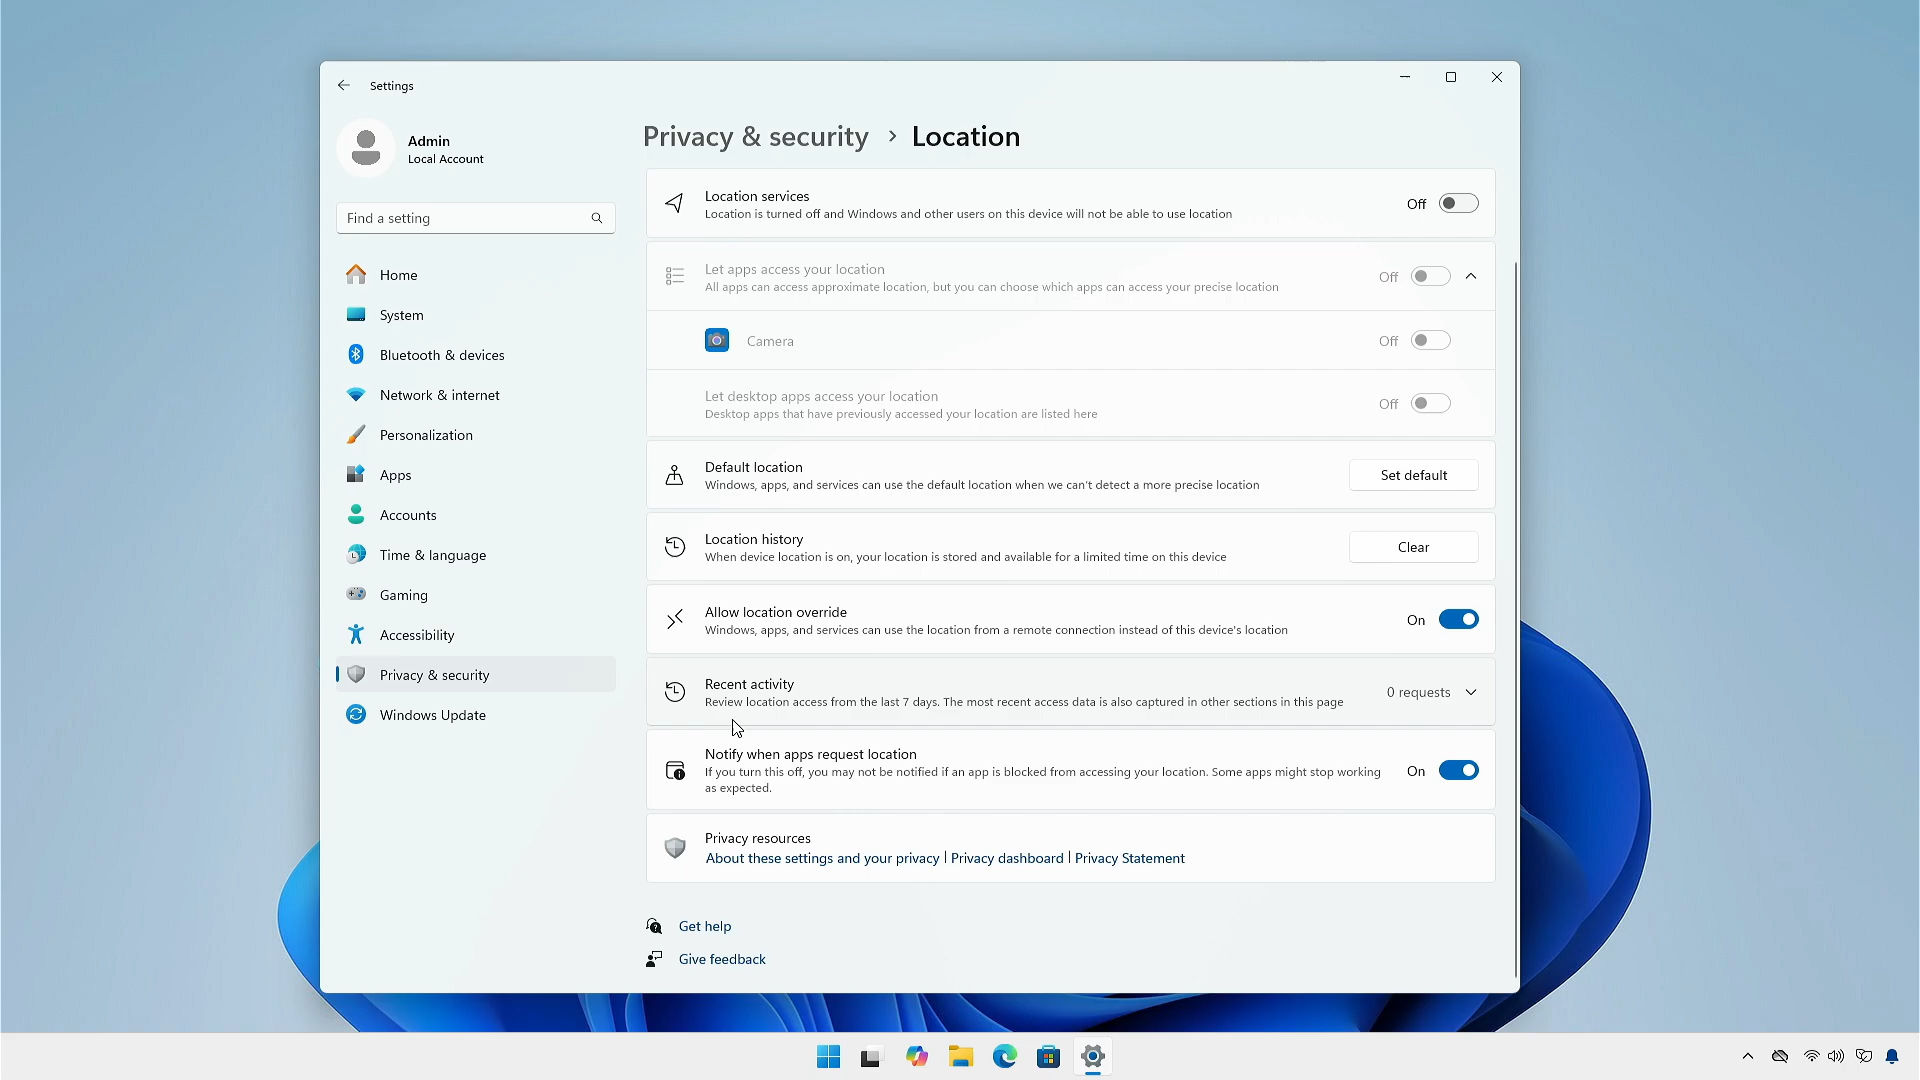 Settings
Admin
Local Account
Find a setting
Home
System
Bluetooth & devices
Network & internet
Personalization
Apps
Accounts
Time & language
Gaming
Accessibility
Privacy & security
Windows Update
Privacy & security > Location
Location services
Location is turned off and Windows and other users on this device will not be able to use location
Off
Let apps access your location
All apps can access approximate location, but you can choose which apps can access your precise location
Off
Camera
Off
Let desktop apps access your location
Desktop apps that have previously accessed your location are listed here
Off
Default location
Windows, apps, and services can use the default location when we can't detect a more precise location
Set default
Location history
When device location is on, your location is stored and available for a limited time on this device
Clear
Allow location override
Windows, apps, and services can use the location from a remote connection instead of this device's location
On
Recent activity
Review location access from the last 7 days. The most recent access data is also captured in other sections in this page
0 requests
Notify when apps request location
If you turn this off, you may not be notified if an app is blocked from accessing your location. Some apps might stop working
as expected.
On
Privacy resources
About these settings and your privacy | Privacy dashboard | Privacy Statement
Get help
Give feedback